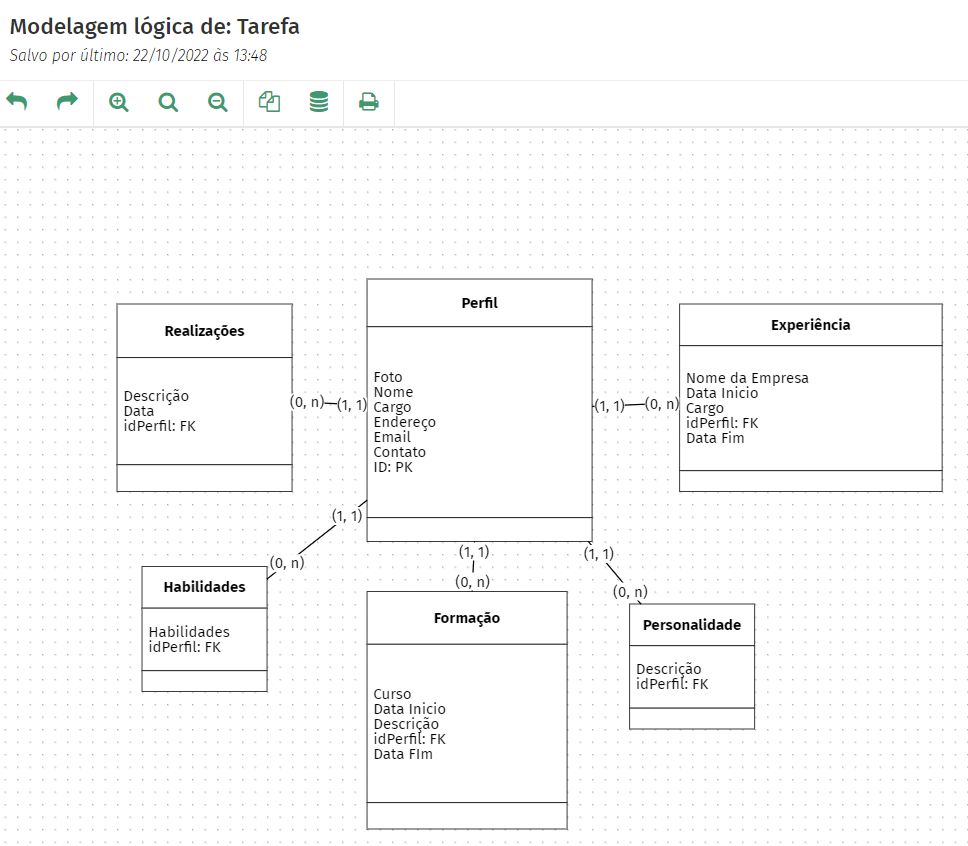 Modelagem lógica de: Tarefa
Salvo por último: 22/10/2022 às 13:48
Perfil
Foto
Nome
Cargo
Endereço
Email
Contato
ID: PK
Realizações
Descrição
Data
idPerfil: FK
(0, n)
(1, 1)
Experiência
Nome da Empresa
Data Inicio
Cargo
idPerfil: FK
Data Fim
(1, 1)
(0, n)
(1, 1)
(0, n)
Habilidades
Habilidades
idPerfil: FK
(1, 1)
(0, n)
Formação
Curso
Data Inicio
Descrição
idPerfil: FK
Data FIm
(1, 1)
(0, n)
Personalidade
Descrição
idPerfil: FK